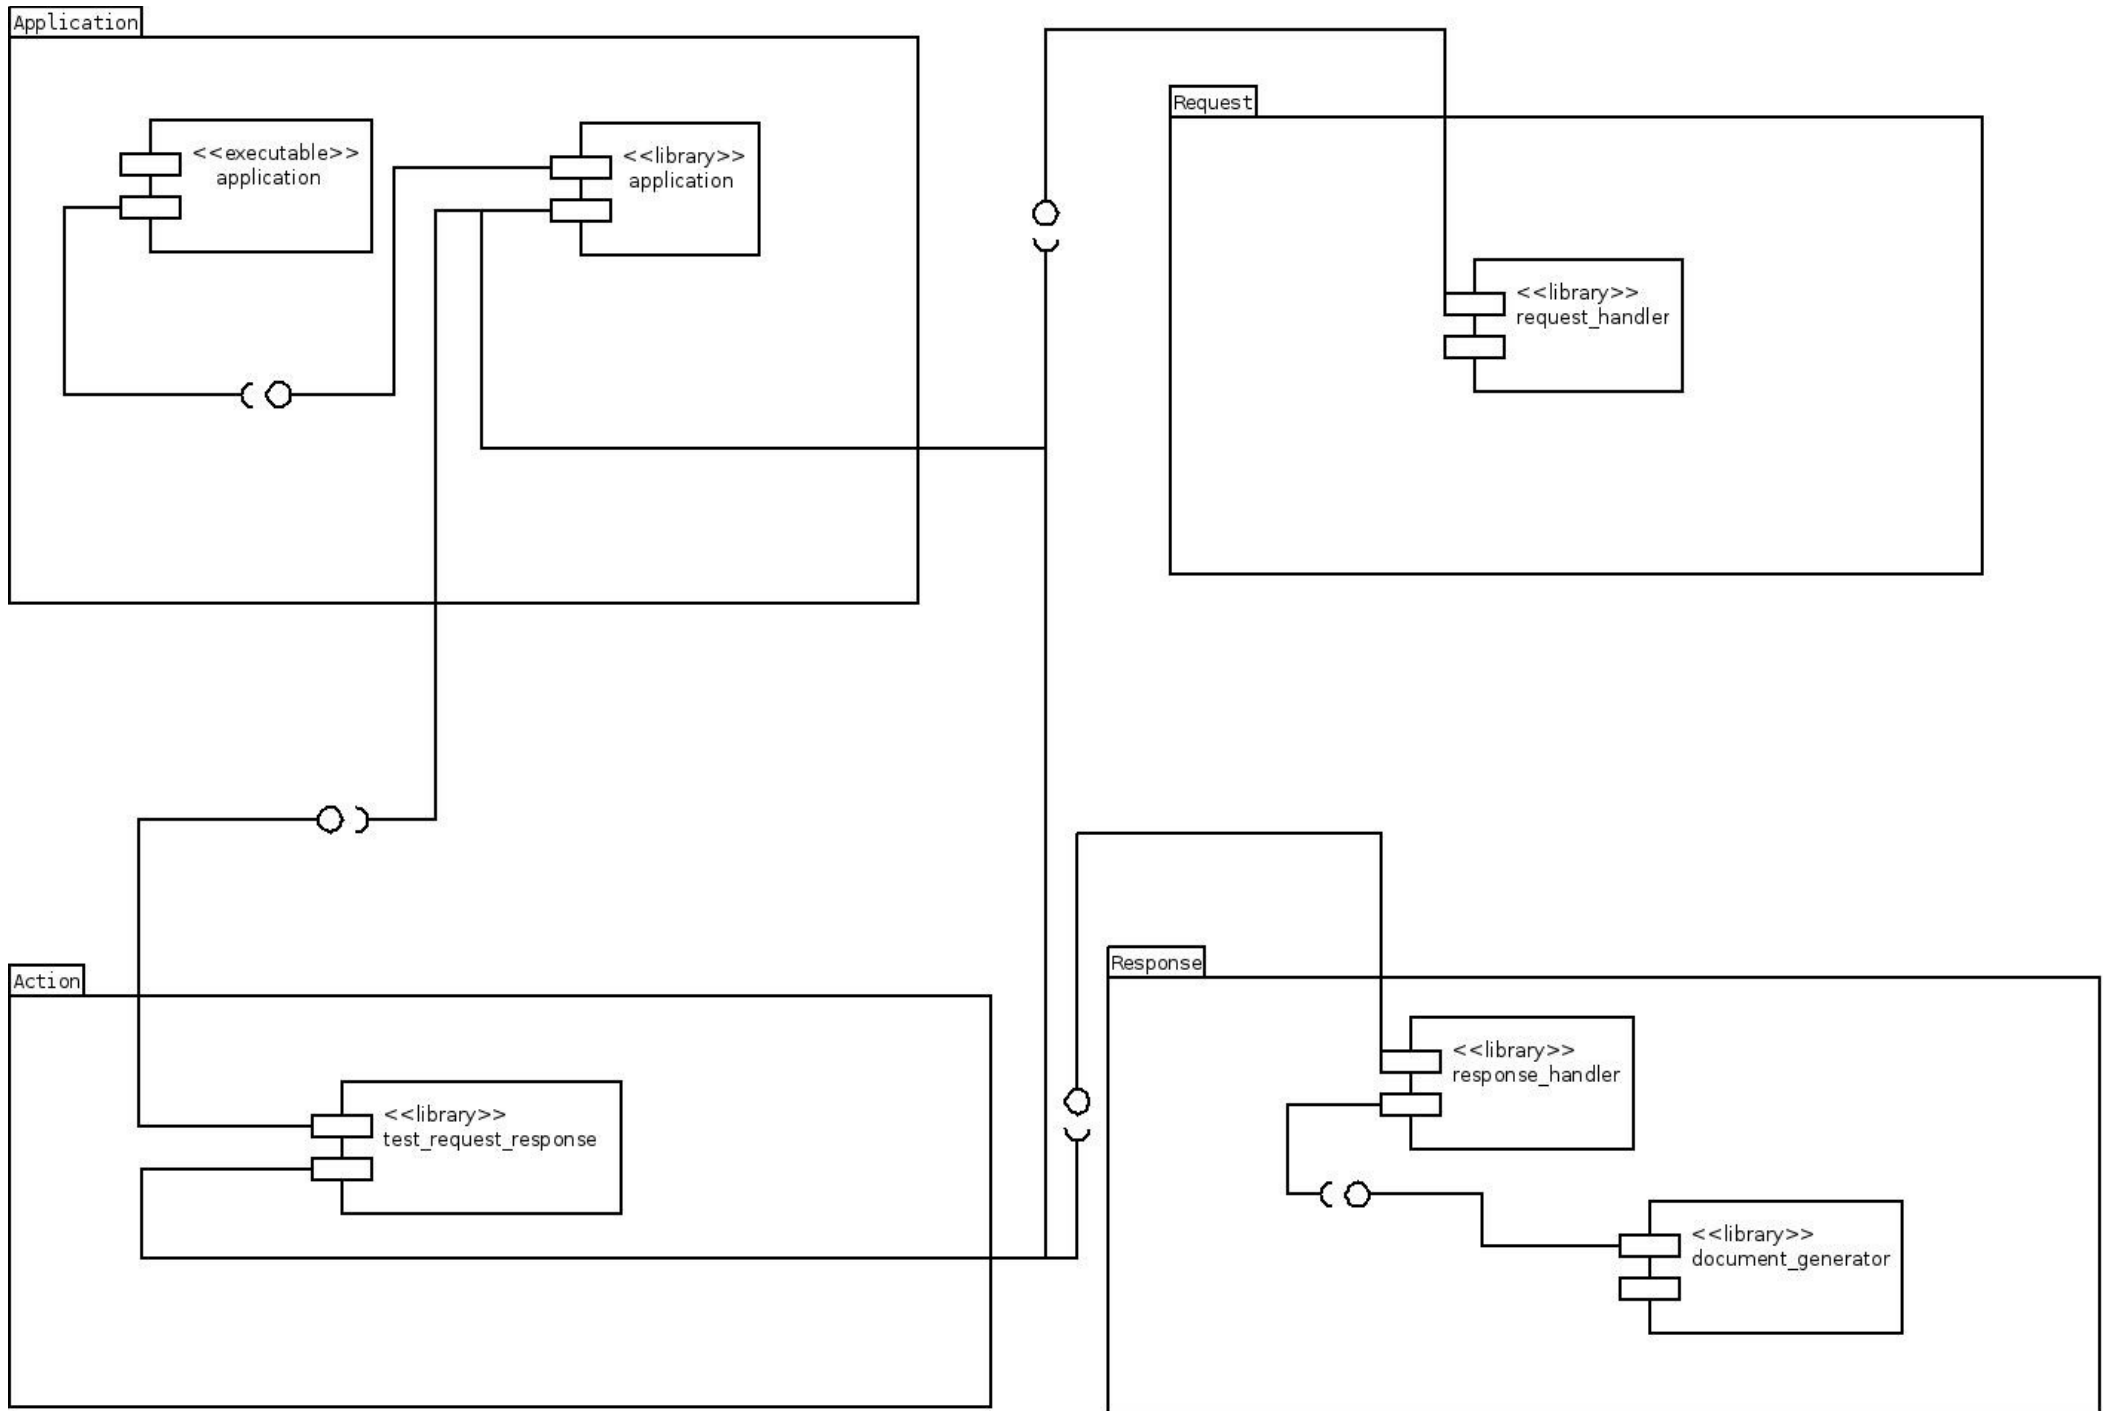 Application
<<executable>>
application
<<library>>
application
Request
<<library>>
request_handler
Action
<<library>>
test_request_response
Response
<<library>>
response_handler
<<library>>
document_generator